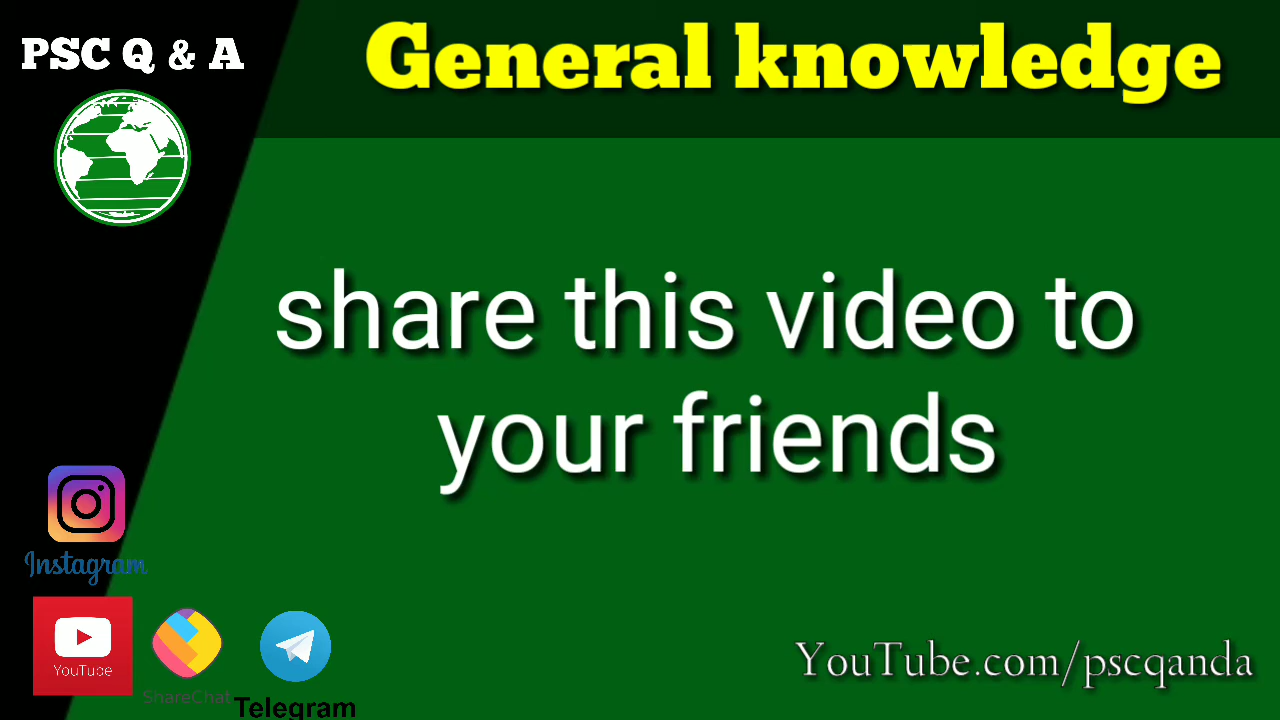 PSC Q & A
General knowledge
share this video to
your friends
Instagram
YouTube
ShareChat
Telegram
YouTube.com/pscqanda